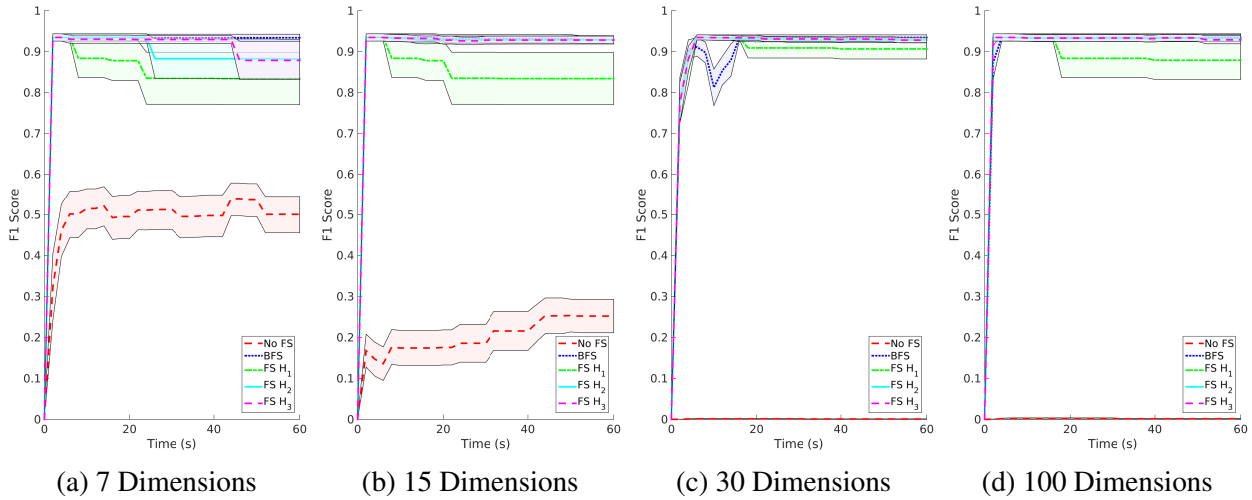 1
0.9
0.8
0.7
0.6
0.5
0.4
0.3
0.2
0.1
0
F1 Score
0 20 40 60
Time (s)
No FS
BFS
FS H1
FS H2
FS H3
(a) 7 Dimensions
1
0.9
0.8
0.7
0.6
0.5
0.4
0.3
0.2
0.1
0
F1 Score
0 20 40 60
Time (s)
No FS
BFS
FS H1
FS H2
FS H3
(b) 15 Dimensions
1
0.9
0.8
0.7
0.6
0.5
0.4
0.3
0.2
0.1
0
F1 Score
0 20 40 60
Time (s)
No FS
BFS
FS H1
FS H2
FS H3
(c) 30 Dimensions
1
0.9
0.8
0.7
0.6
0.5
0.4
0.3
0.2
0.1
0
F1 Score
0 20 40 60
Time (s)
No FS
BFS
FS H1
FS H2
FS H3
(d) 100 Dimensions